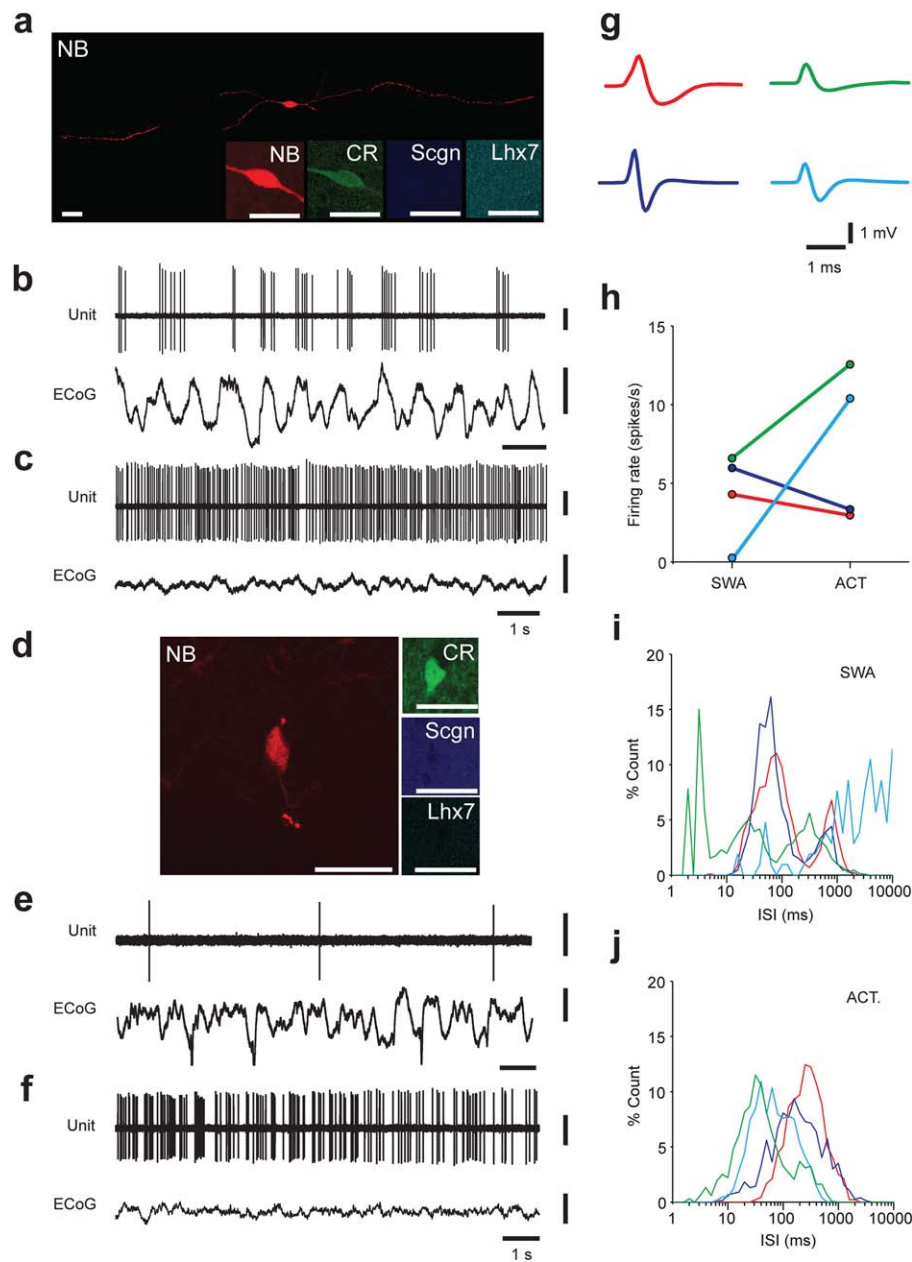 a
NB
NB
CR
Scgn
Lhx7
b
Unit
ECoG
c
Unit
ECoG
1 s
d
NB
CR
Scgn
Lhx7
e
Unit
ECoG
f
Unit
ECoG
1 s
g
1 mV
1 ms
h
15
10
5
0
Firing rate (spikes/s)
SWA
ACT
i
20
15
10
5
0
% Count
SWA
1 10 100 1000 10000
ISI (ms)
j
20
15
10
5
0
% Count
ACT.
1 10 100 1000 10000
ISI (ms)